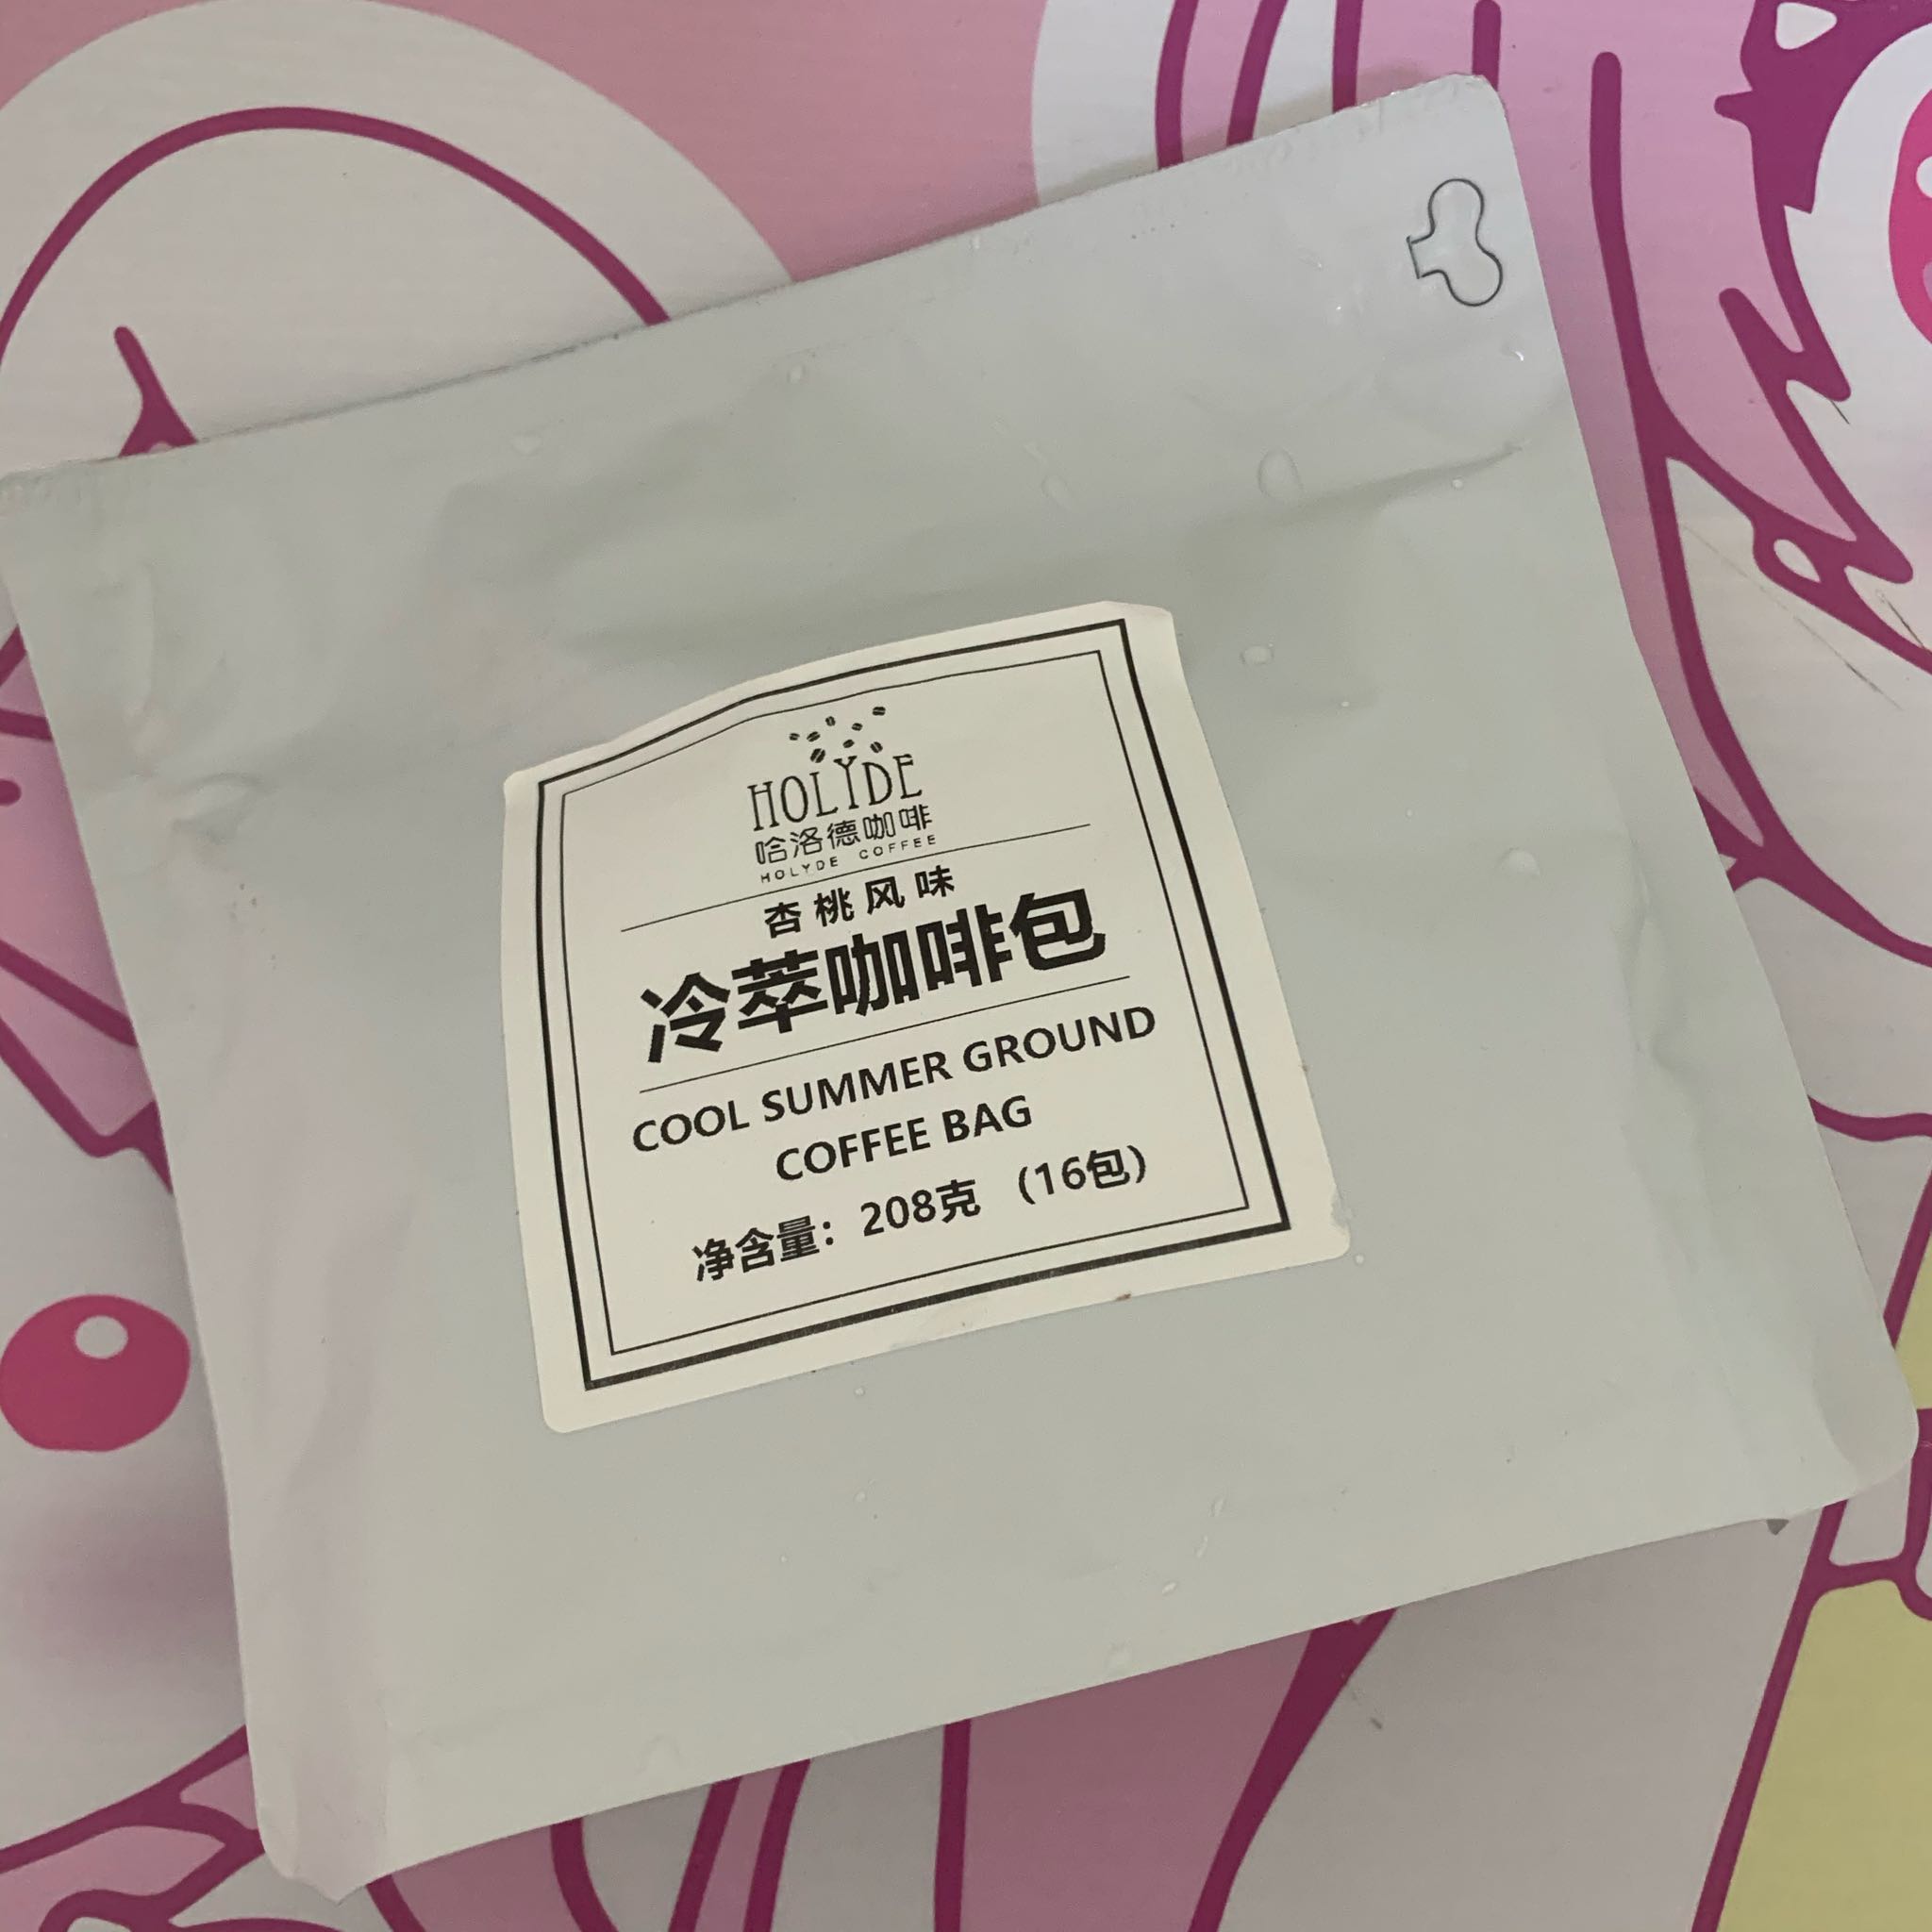 HOLYDE
哈洛德咖啡
HOLYDE COFFEE
杏桃风味
冷萃咖啡包
COOL SUMMER GROUND
COFFEE BAG
净含量：208克（16包）